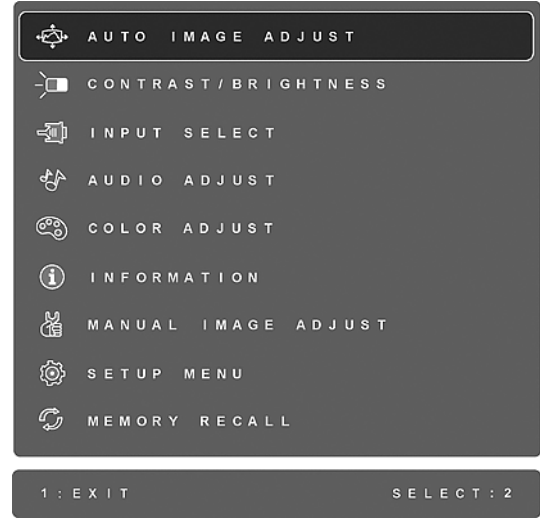 AUTO IMAGE ADJUST
CONTRAST/BRIGHTNESS
INPUT SELECT
AUDIO ADJUST
COLOR ADJUST
INFORMATION
MANUAL IMAGE ADJUST
SETUP MENU
MEMORY RECALL
1:EXIT SELECT:2